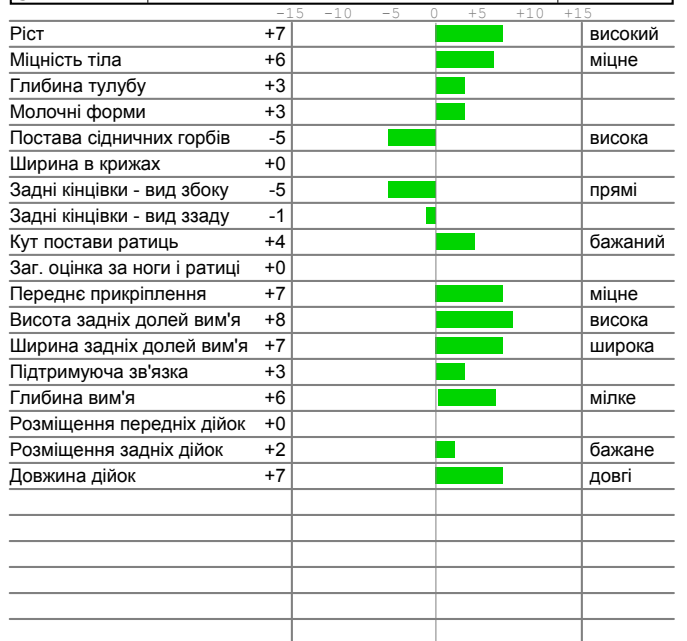 -15 -10 -5 0 +5 +10 +15
Ріст +7 високий
Міцність тіла +6 міцне
Глибина тулубу +3
Молочні форми +3
Постава сідничних горбів -5 висока
Ширина в крижах +0
Задні кінцівки - вид збоку -5 прямі
Задні кінцівки - вид ззаду -1
Кут постави ратиць +4 бажаний
Заг. оцінка за ноги і ратиці +0
Переднє прикріплення +7 міцне
Висота задніх долей вим'я +8 висока
Ширина задніх долей вим'я +7 широка
Підтримуюча зв'язка +3
Глибина вим'я +6 мілке
Розміщення передніх дійок +0
Розміщення задніх дійок +2 бажане
Довжина дійок +7 довгі